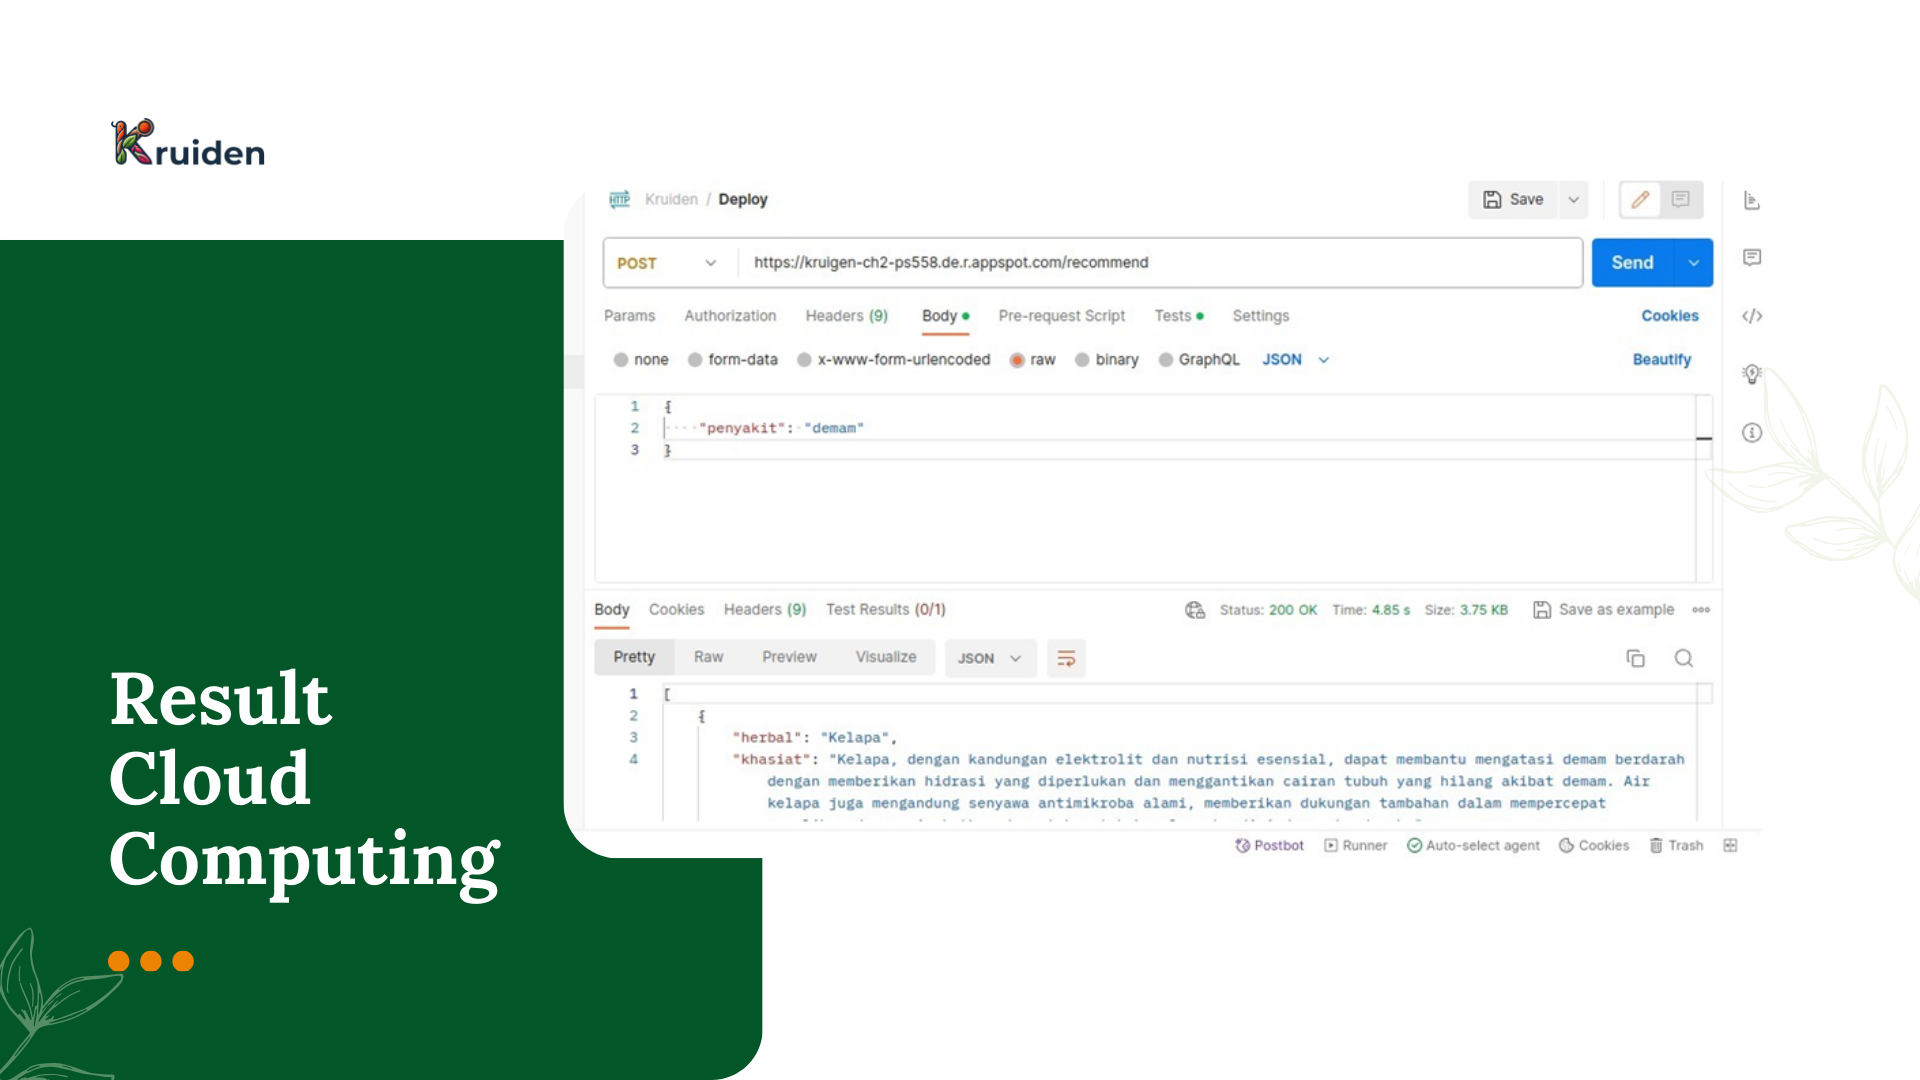 Kruiden
Kruiden / Deploy
Save
POST
https://kruigen-ch2-ps558.de.r.appspot.com/recommend
Send
Params Authorization Headers (9) Body Pre-request Script Tests Settings Cookies
none form-data x-www-form-urlencoded raw binary GraphQL JSON Beautify
1 {
2 "penyakit": "demam"
3 }
Body Cookies Headers (9) Test Results (0/1) Status: 200 OK Time: 4.85 s Size: 3.75 KB Save as example
Pretty Raw Preview Visualize JSON
1 [
2 {
3 "herbal": "Kelapa",
4 "khasiat": "Kelapa, dengan kandungan elektrolit dan nutrisi esensial, dapat membantu mengatasi demam berdarah
dengan memberikan hidrasi yang diperlukan dan menggantikan cairan tubuh yang hilang akibat demam. Air
kelapa juga mengandung senyawa antimikroba alami, memberikan dukungan tambahan dalam mempercepat
Postbot Runner Auto-select agent Cookies Trash
Result
Cloud
Computing